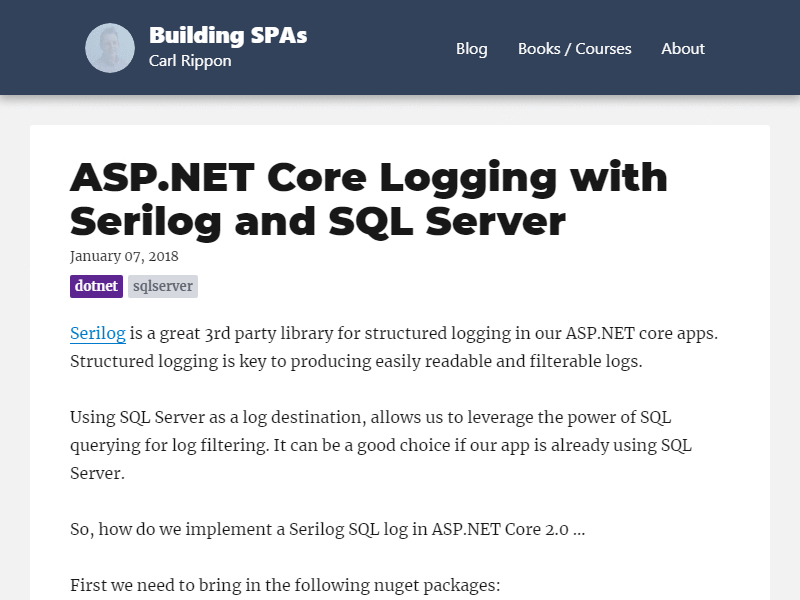 Building SPAs
Carl Rippon
Blog
Books / Courses
About
ASP.NET Core Logging with
Serilog and SQL Server
January 07, 2018
dotnet sqlserver
Serilog is a great 3rd party library for structured logging in our ASP.NET core apps.
Structured logging is key to producing easily readable and filterable logs.
Using SQL Server as a log destination, allows us to leverage the power of SQL
querying for log filtering. It can be a good choice if our app is already using SQL
Server.
So, how do we implement a Serilog SQL log in ASP.NET Core 2.0 ...
First we need to bring in the following nuget packages: